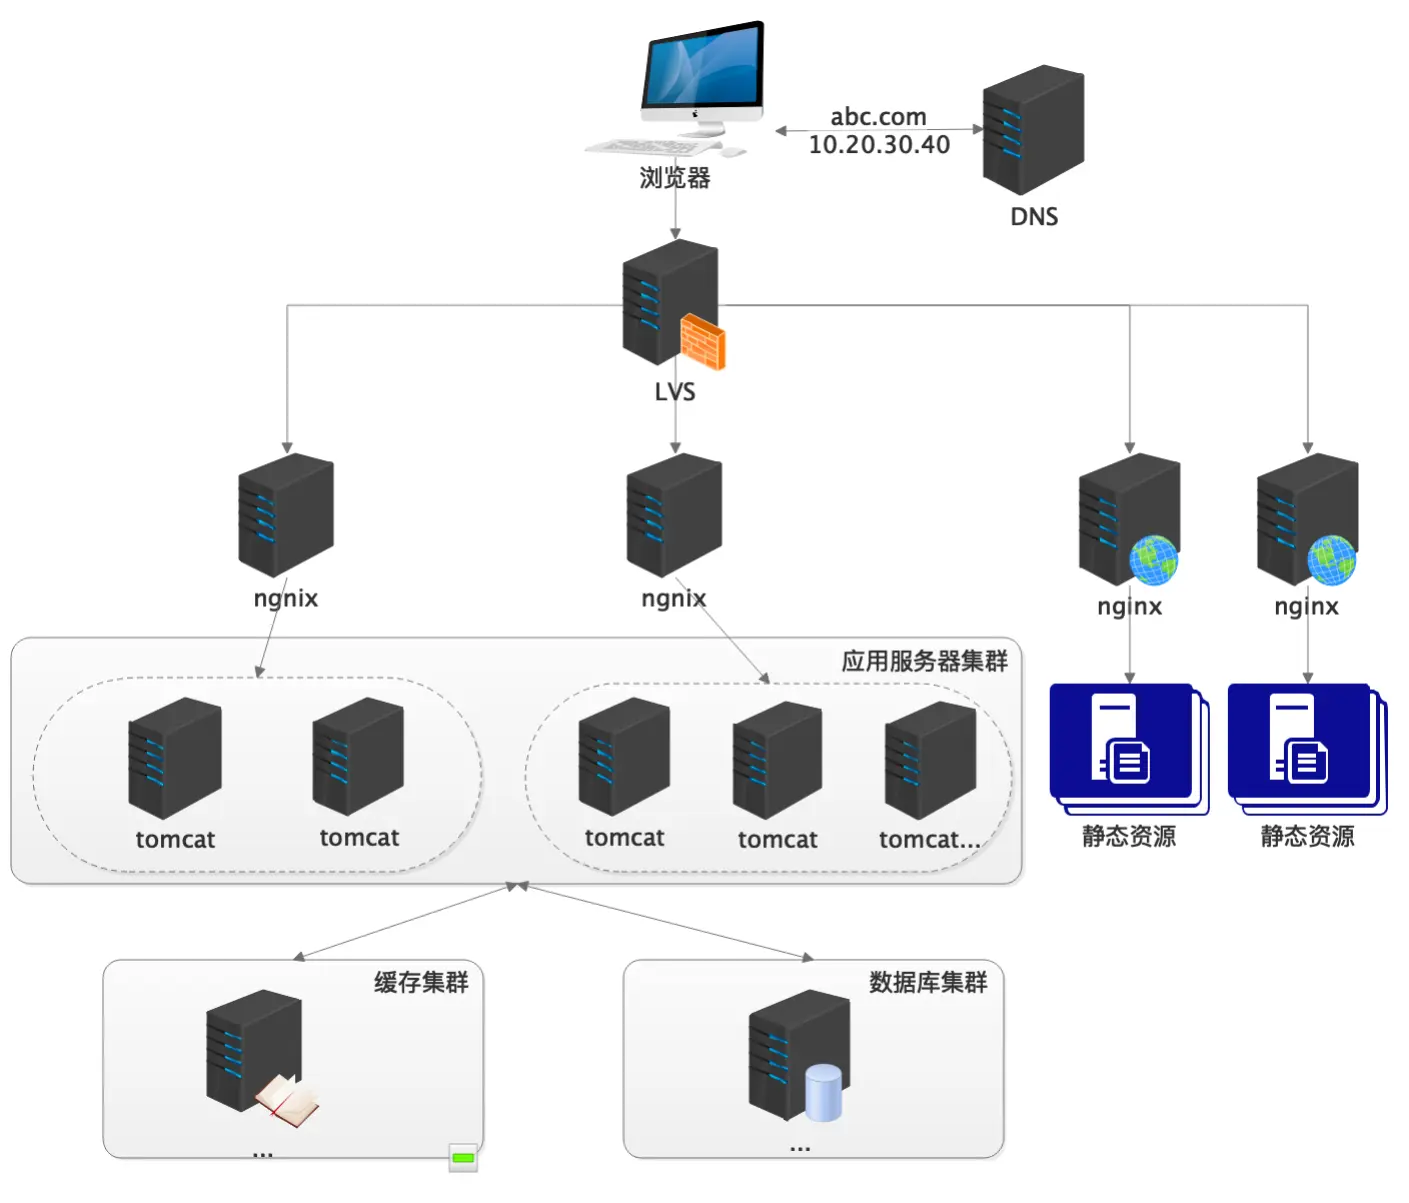 abc.com
10.20.30.40
浏览器
DNS
LVS
ngnix
ngnix
nginx
nginx
应用服务器集群
tomcat
tomcat
tomcat
tomcat
tomcat...
静态资源
静态资源
缓存集群
数据库集群
...
...